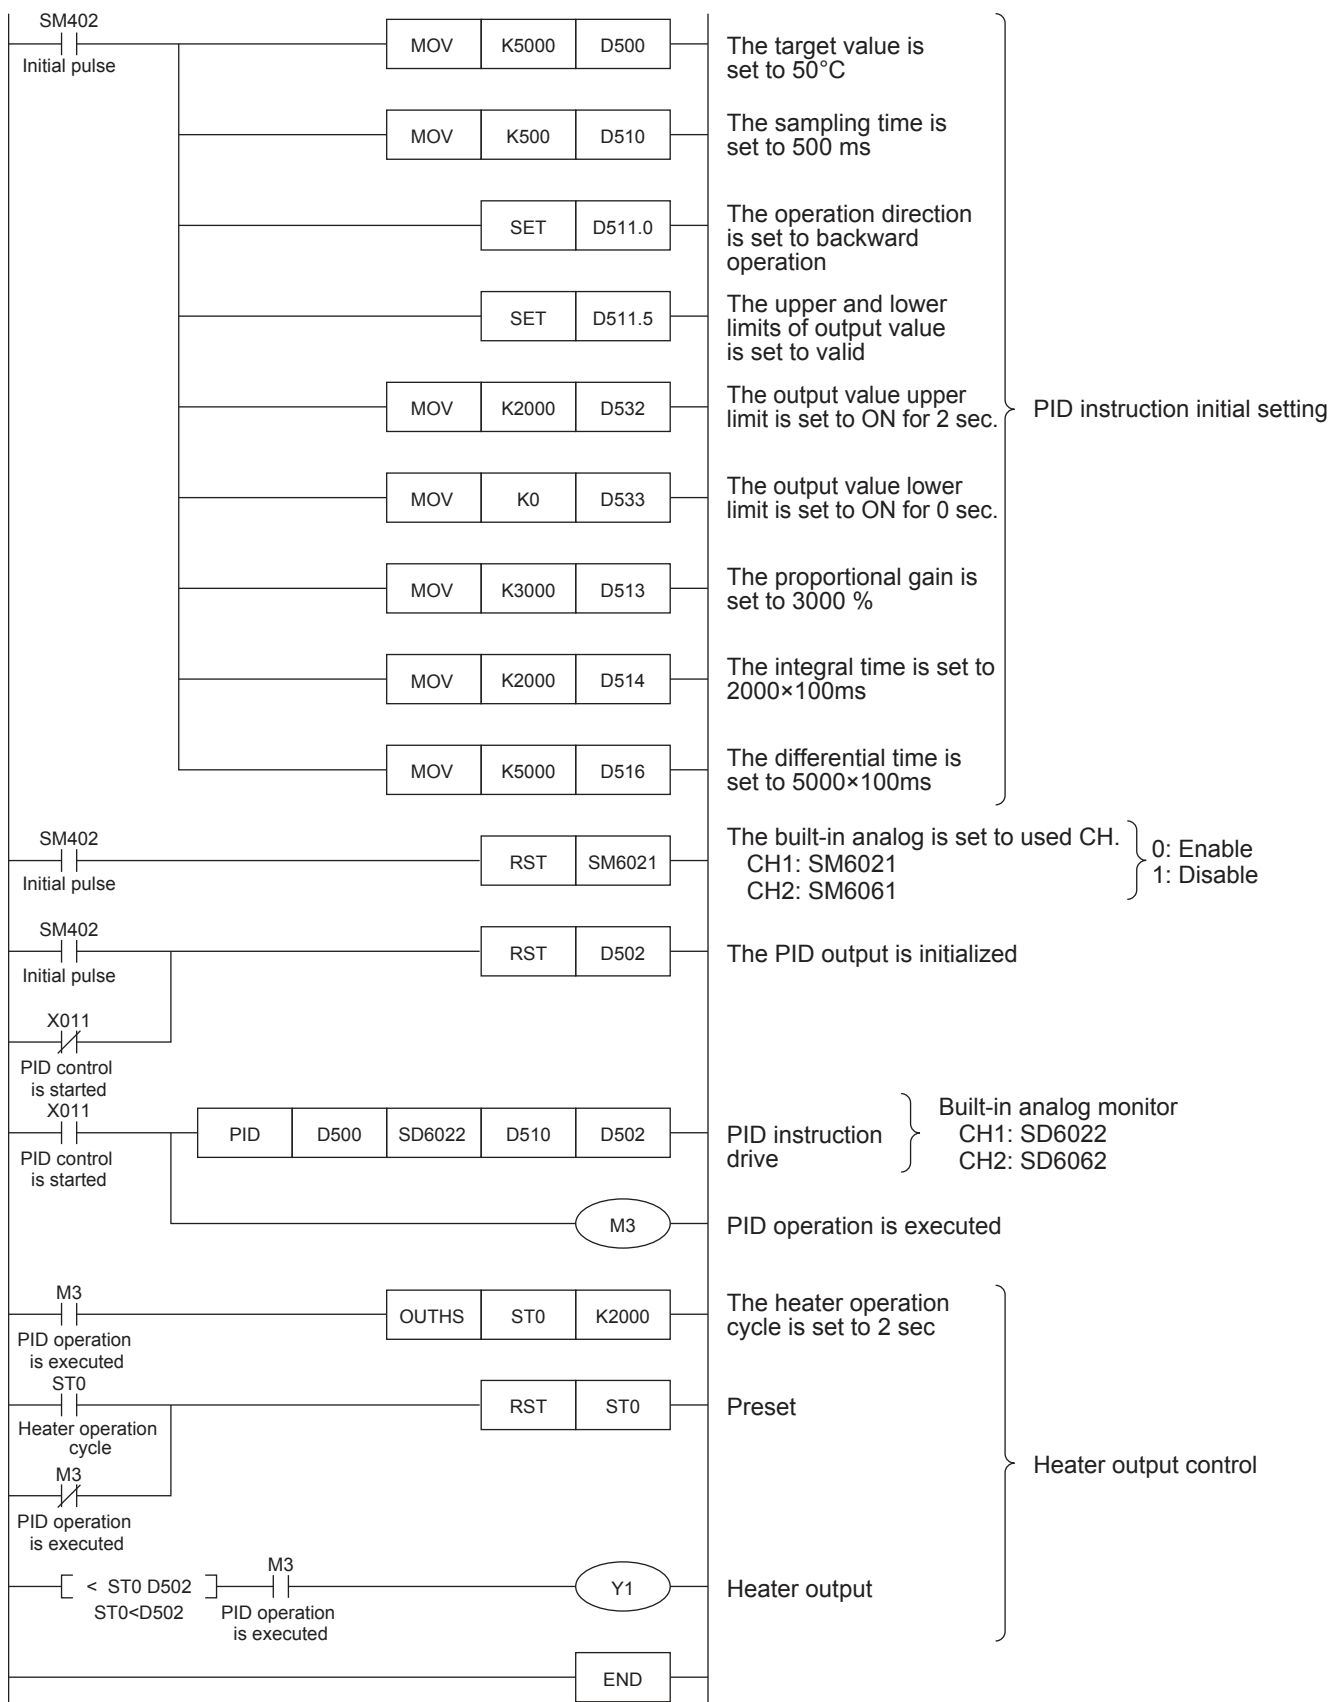 SM402
Initial pulse
MOV K5000 D500
The target value is
set to 50°C
MOV K500 D510
The sampling time is
set to 500 ms
SET D511.0
The operation direction
is set to backward
operation
SET D511.5
The upper and lower
limits of output value
is set to valid
MOV K2000 D532
The output value upper
limit is set to ON for 2 sec.
PID instruction initial setting
MOV K0 D533
The output value lower
limit is set to ON for 0 sec.
MOV K3000 D513
The proportional gain is
set to 3000 %
MOV K2000 D514
The integral time is set to
2000×100ms
MOV K5000 D516
The differential time is
set to 5000×100ms
SM402
Initial pulse
RST SM6021
The built-in analog is set to used CH.
CH1: SM6021
CH2: SM6061
0: Enable
1: Disable
SM402
Initial pulse
RST D502
The PID output is initialized
X011
PID control
is started
X011
PID control
is started
PID D500 SD6022 D510 D502
PID instruction
drive
Built-in analog monitor
CH1: SD6022
CH2: SD6062
M3
PID operation is executed
M3
PID operation
is executed
OUTHS ST0 K2000
The heater operation
cycle is set to 2 sec
ST0
Heater operation
cycle
RST ST0
Preset
M3
PID operation
is executed
Heater output control
< ST0 D502
ST0<D502
M3
PID operation
is executed
Y1
Heater output
END